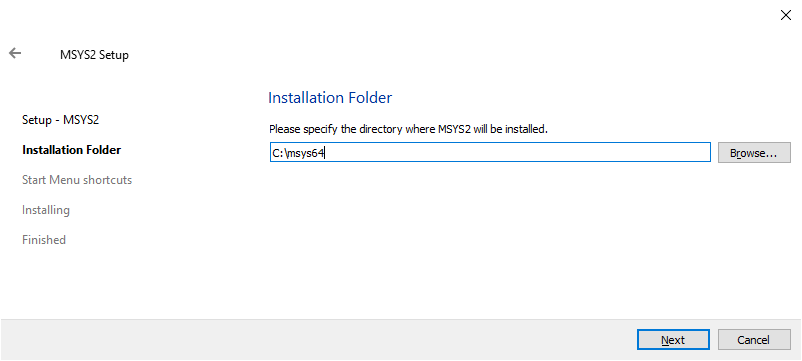 MSYS2 Setup
Setup - MSYS2
Installation Folder
Start Menu shortcuts
Installing
Finished
Installation Folder
Please specify the directory where MSYS2 will be installed.
C:\msys64
Browse...
Next
Cancel